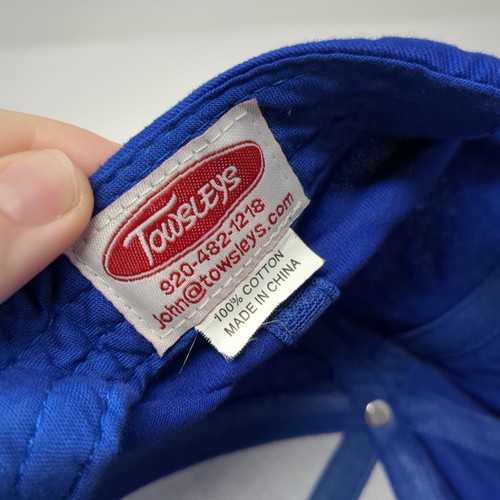 TOWSLEYS
920-482-1218
john@towsleys.com
100% COTTON
MADE IN CHINA